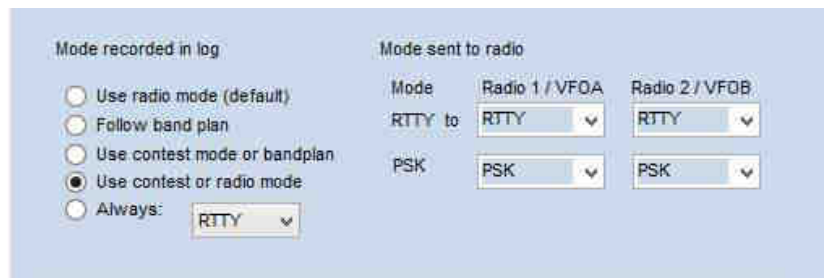 Mode recorded in log
Use radio mode (default)
Follow band plan
Use contest mode or bandplan
Use contest or radio mode
Always: RTTY
Mode sent to radio
Mode Radio 1 / VFOA Radio 2 / VFOB
RTTY to RTTY RTTY
PSK PSK PSK